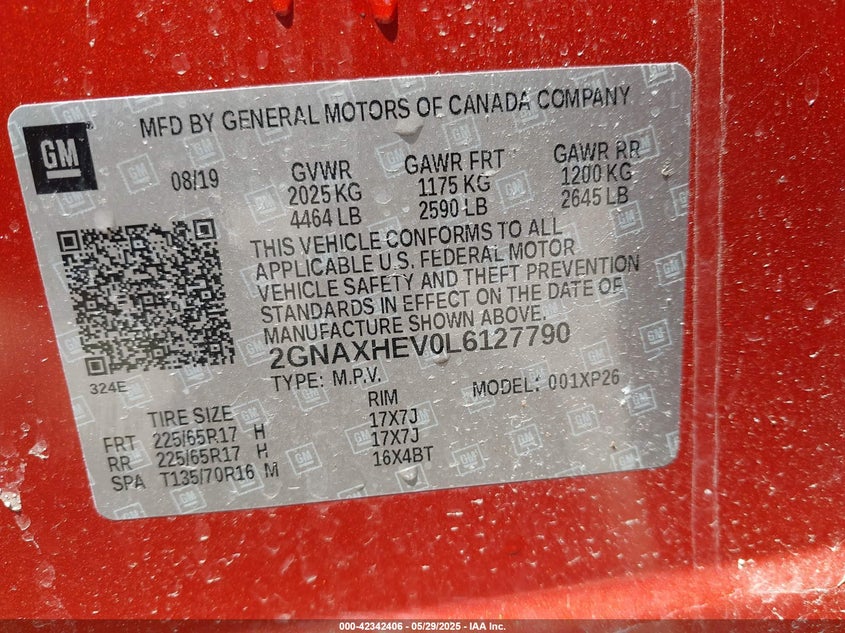 MFD BY GENERAL MOTORS OF CANADA COMPANY
GM
08/19 GVWR GAWR FRT GAWR RR
2025 KG 1175 KG 1200 KG
4464 LB 2590 LB 2645 LB
THIS VEHICLE CONFORMS TO ALL
APPLICABLE U.S. FEDERAL MOTOR
VEHICLE SAFETY AND THEFT PREVENTION
STANDARDS IN EFFECT ON THE DATE OF
MANUFACTURE SHOWN ABOVE.
2GNAXHEV0L6127790
324E
TYPE: M.P.V. MODEL: 001XP26
TIRE SIZE RIM
FRT 225/65R17 H 17X7J
RR 225/65R17 H 17X7J
SPA T135/70R16 M 16X4BT
000-42342406 - 05/29/2025 - IAA Inc.